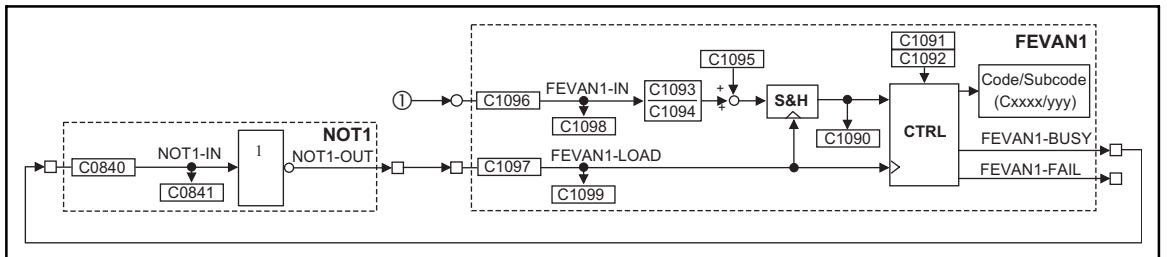 C1091
FEVAN1
C1092
C1095
Code/Subcode
(Cxxxx/yyy)
①
C1096
FEVAN1-IN
C1093
C1094
+
+
S&H
C1098
C1090
CTRL
NOT1
FEVAN1-BUSY
C0840
NOT1-IN
1
NOT1-OUT
C1097
FEVAN1-LOAD
FEVAN1-FAIL
C0841
C1099